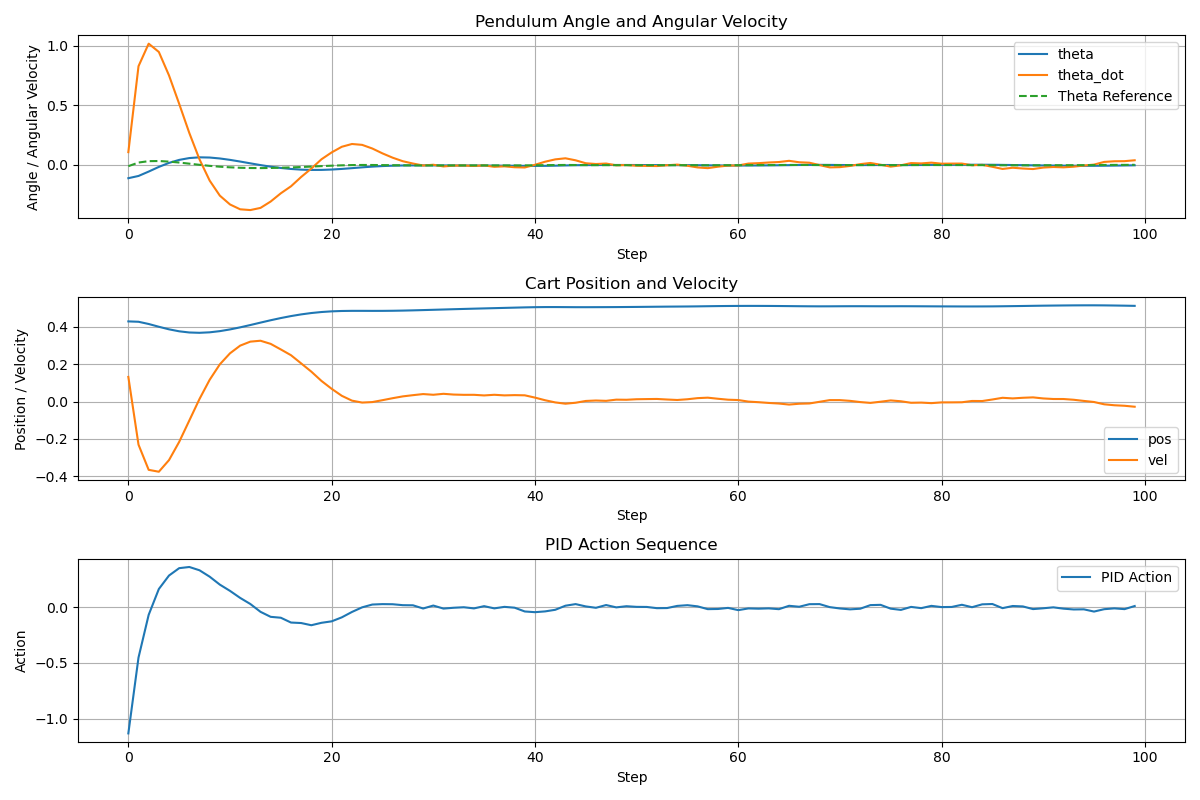 Pendulum Angle and Angular Velocity
Angle / Angular Velocity
1.0
0.5
0.0
theta
theta_dot
Theta Reference
0 20 40 60 80 100
Step
Cart Position and Velocity
Position / Velocity
0.4
0.2
0.0
−0.2
−0.4
pos
vel
0 20 40 60 80 100
Step
PID Action Sequence
Action
0.0
−0.5
−1.0
PID Action
0 20 40 60 80 100
Step